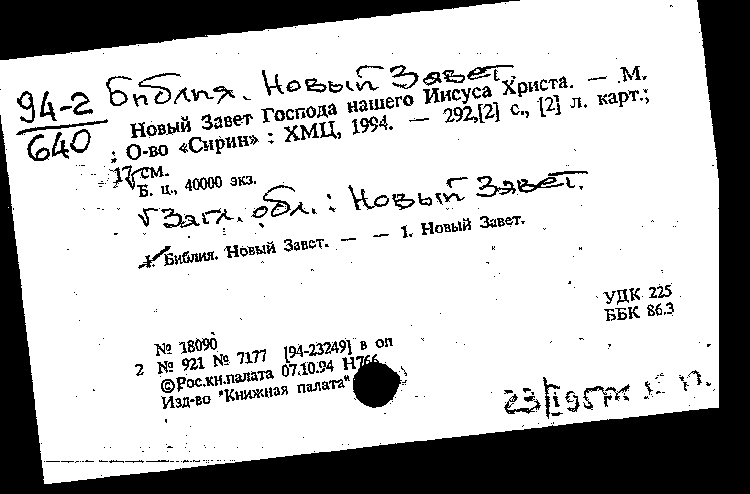 94-2
640
Библия. Новый Завет.
Новый Завет Господа нашего Иисуса Христа. — М.
: О-во «Сирин» : ХМЦ, 1994. — 292,[2] с., [2] л. карт.;
17 см.
Б. ц., 40000 экз.
√ Загл. обл.: Новый Завет.
1. Библия. Новый Завет. — — 1. Новый Завет.
УДК 225
ББК 86.3
№ 18090
2 № 921 № 7177 [94-23249] в оп
©Рос.кн.палата 07.10.94 Н766
Изд-во "Книжная палата"